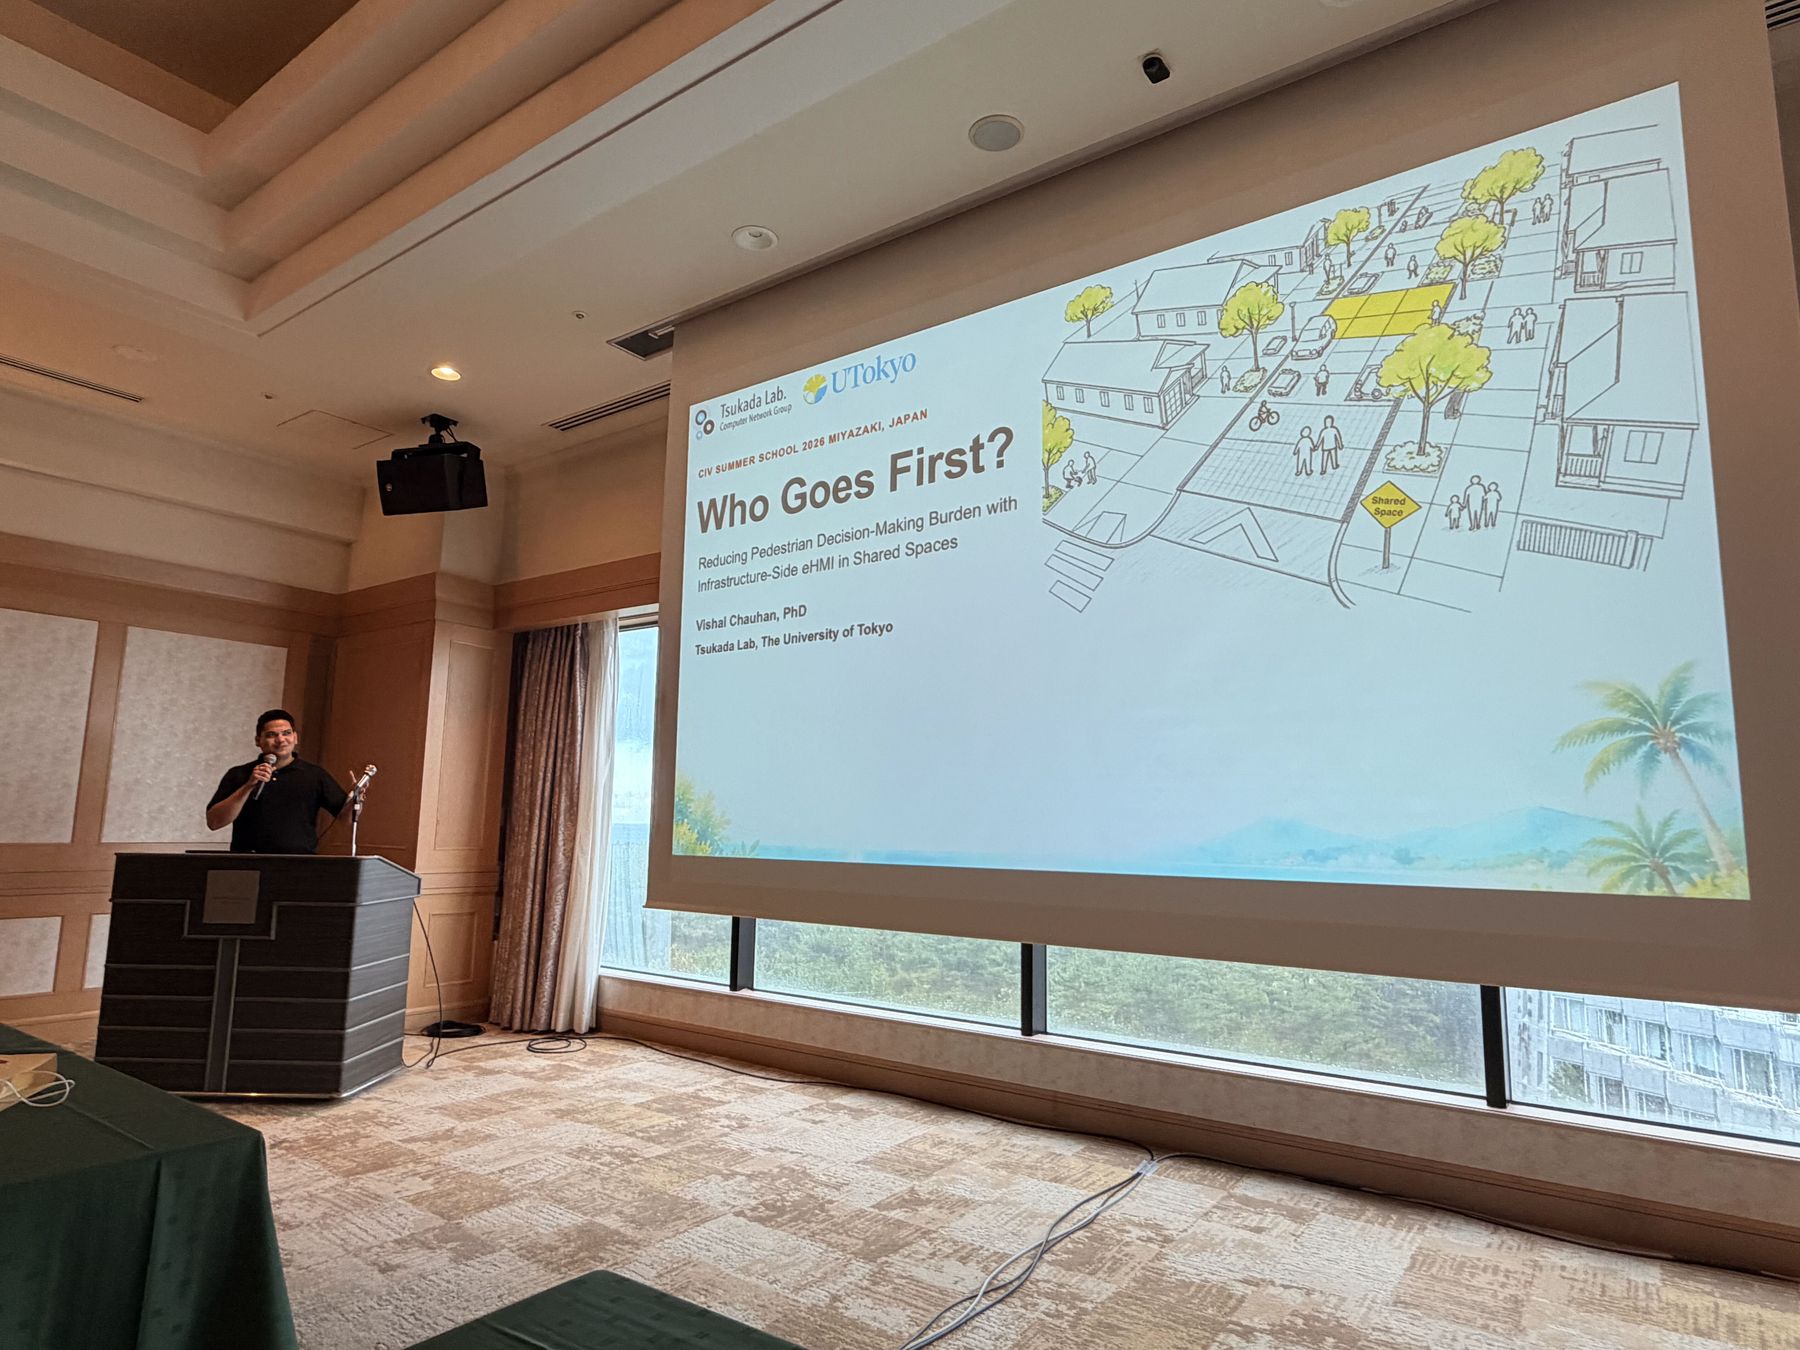 Tsukada Lab.
Computer Network Group
UTokyo
CIV SUMMER SCHOOL 2026 MIYAZAKI, JAPAN
Who Goes First?
Reducing Pedestrian Decision-Making Burden with
Infrastructure-Side eHMI in Shared Spaces
Vishal Chauhan, PhD
Tsukada Lab, The University of Tokyo
Shared
Space